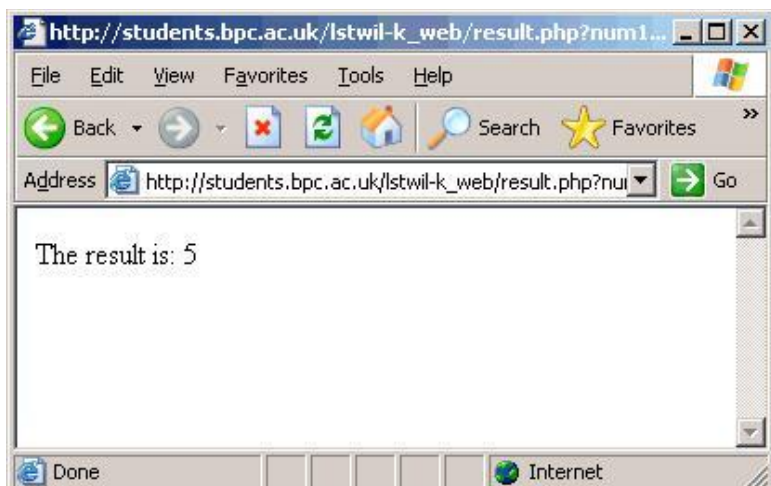 http://students.bpc.ac.uk/lstwil-k_web/result.php?num1...
File Edit View Favorites Tools Help
Back Search Favorites »
Address http://students.bpc.ac.uk/lstwil-k_web/result.php?nu Go
The result is: 5
Done Internet